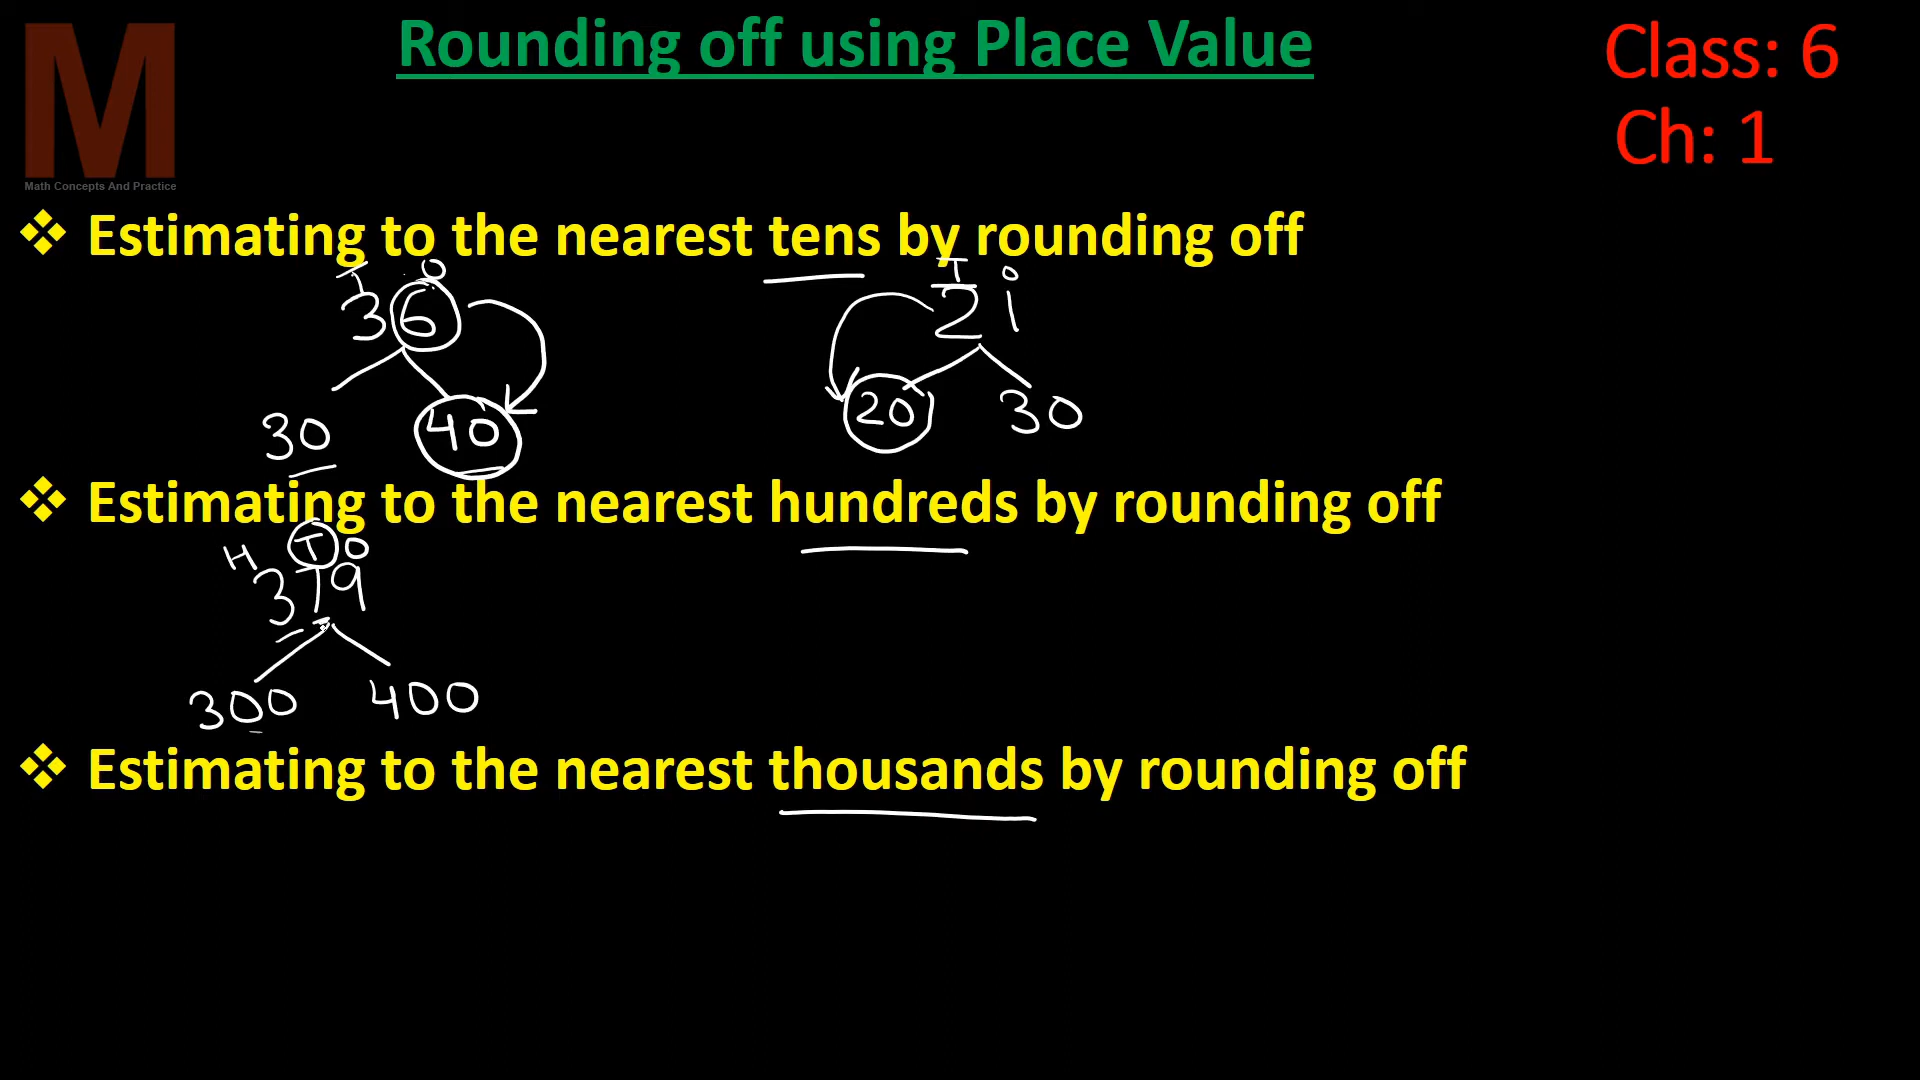 Rounding off using Place Value
Class: 6
Ch: 1
M
Math Concepts And Practice
❖ Estimating to the nearest tens by rounding off
T O
T O
36
21
30 40
20 30
❖ Estimating to the nearest hundreds by rounding off
H T O
319
300 400
❖ Estimating to the nearest thousands by rounding off